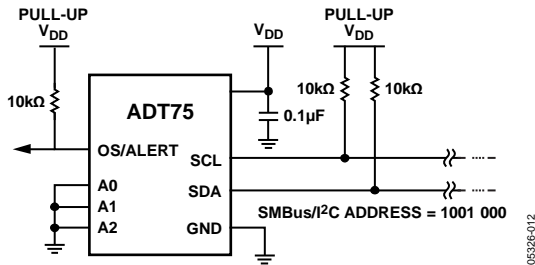 PULL-UP
VDD
10kΩ
ADT75
OS/ALERT
A0
A1
A2
SCL
SDA
GND
VDD
0.1µF
PULL-UP
VDD
10kΩ
10kΩ
SMBus/I²C ADDRESS = 1001 000
05326-012